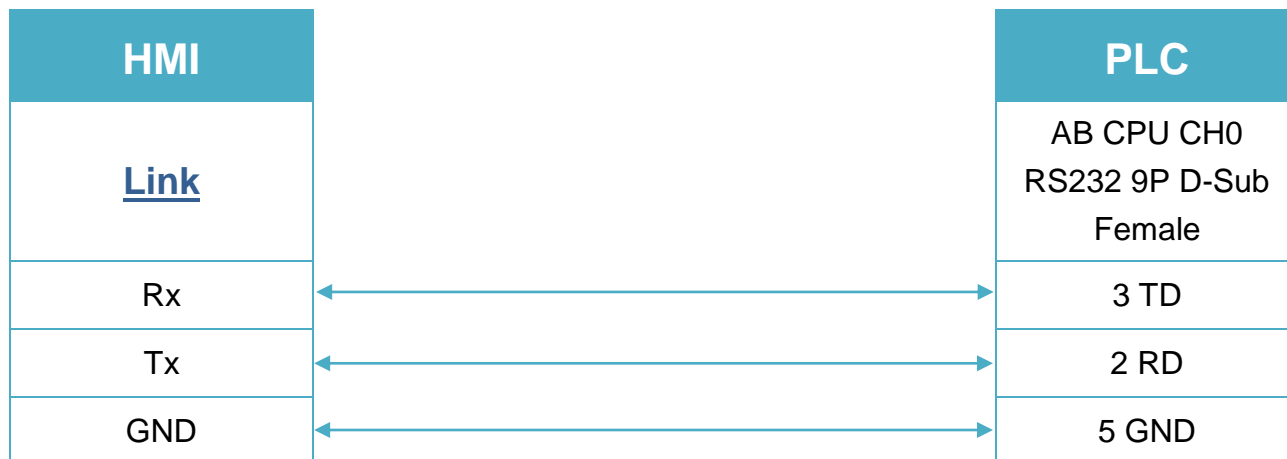 HMI
PLC
Link
AB CPU CH0
RS232 9P D-Sub
Female
Rx
3 TD
Tx
2 RD
GND
5 GND